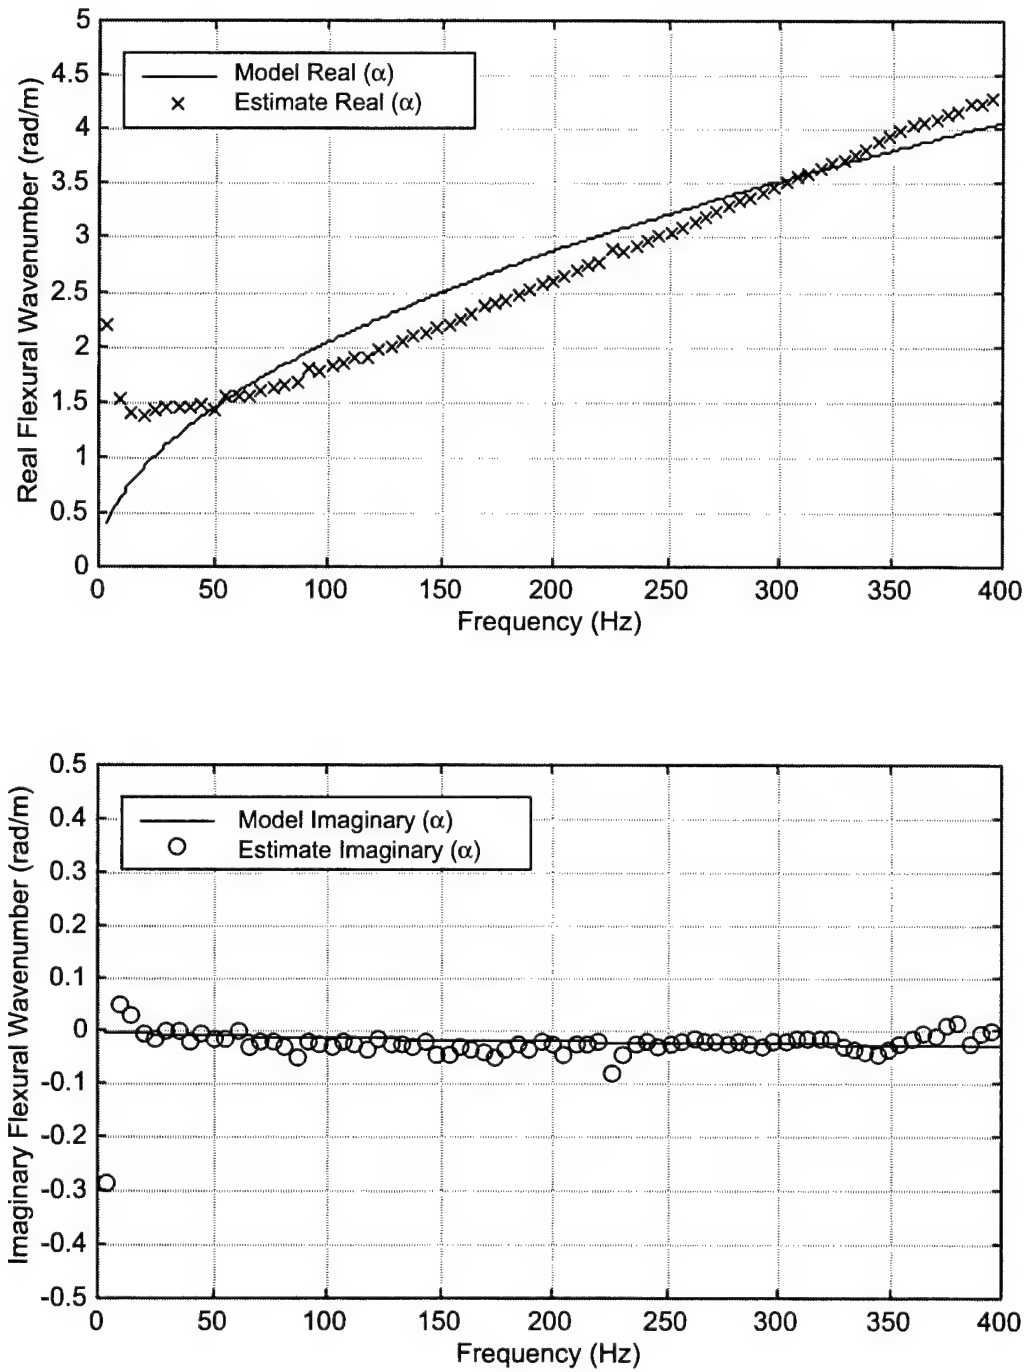 Real Flexural Wavenumber (rad/m)
5
4.5
4
3.5
3
2.5
2
1.5
1
0.5
0
Model Real (α)
× Estimate Real (α)
0 50 100 150 200 250 300 350 400
Frequency (Hz)
Imaginary Flexural Wavenumber (rad/m)
0.5
0.4
0.3
0.2
0.1
0
-0.1
-0.2
-0.3
-0.4
-0.5
Model Imaginary (α)
Estimate Imaginary (α)
0 50 100 150 200 250 300 350 400
Frequency (Hz)